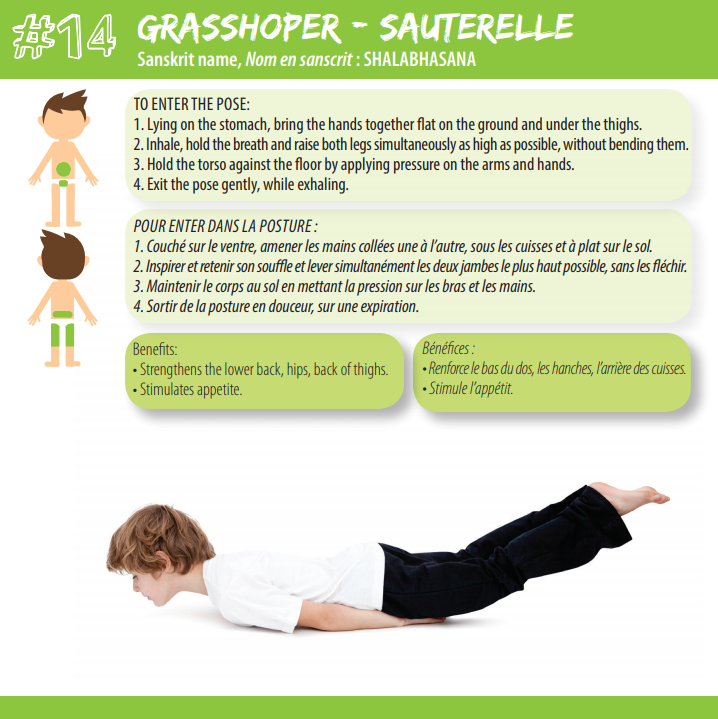 #14 GRASSHOPER - SAUTERELLE
Sanskrit name, Nom en sanscrit : SHALABHASANA
TO ENTER THE POSE:
1. Lying on the stomach, bring the hands together flat on the ground and under the thighs.
2. Inhale, hold the breath and raise both legs simultaneously as high as possible, without bending them.
3. Hold the torso against the floor by applying pressure on the arms and hands.
4. Exit the pose gently, while exhaling.
POUR ENTER DANS LA POSTURE :
1. Couché sur le ventre, amener les mains collées une à l'autre, sous les cuisses et à plat sur le sol.
2. Inspirer et retenir son souffle et lever simultanément les deux jambes le plus haut possible, sans les fléchir.
3. Maintenir le corps au sol en mettant la pression sur les bras et les mains.
4. Sortir de la posture en douceur, sur une expiration.
Benefits:
• Strengthens the lower back, hips, back of thighs.
• Stimulates appetite.
Bénéfices :
• Renforce le bas du dos, les hanches, l'arrière des cuisses.
• Stimule l'appétit.